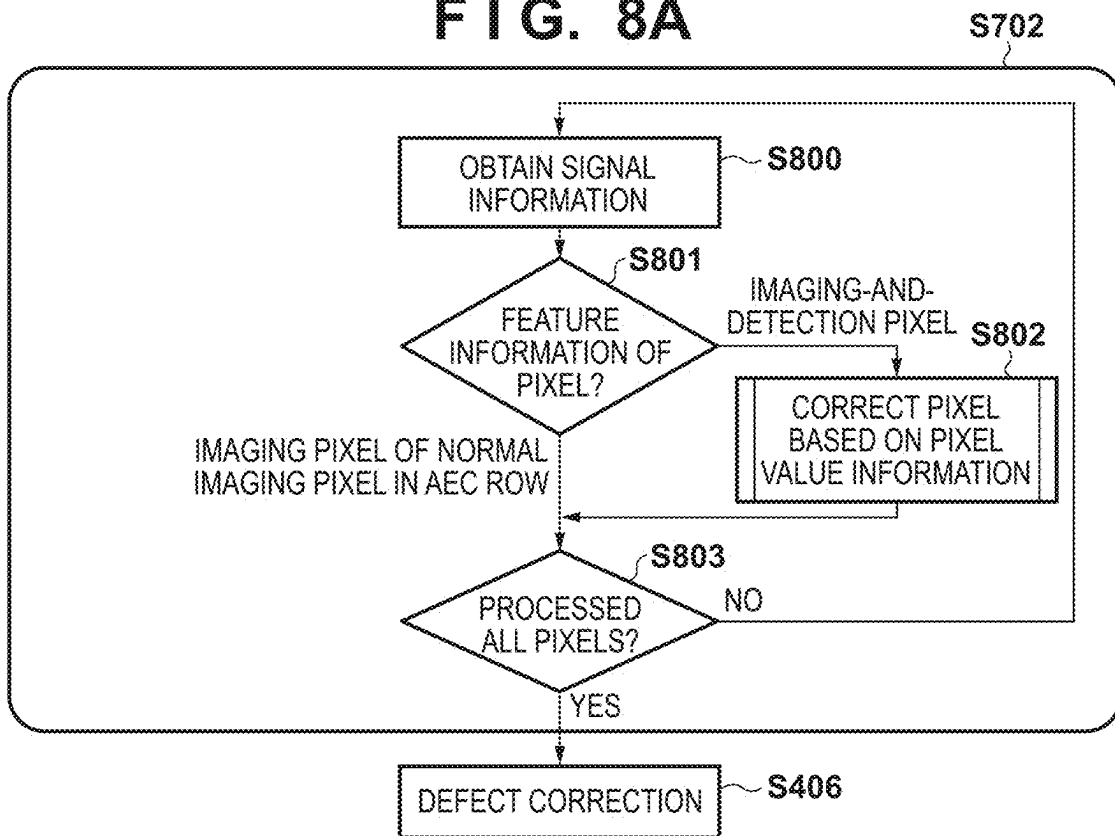 FIG. 8A
S702
OBTAIN SIGNAL
INFORMATION
S800
S801
FEATURE
INFORMATION OF
PIXEL?
IMAGING-AND-
DETECTION PIXEL
S802
CORRECT PIXEL
BASED ON PIXEL
VALUE INFORMATION
IMAGING PIXEL OF NORMAL
IMAGING PIXEL IN AEC ROW
S803
PROCESSED
ALL PIXELS?
NO
YES
DEFECT CORRECTION
S406